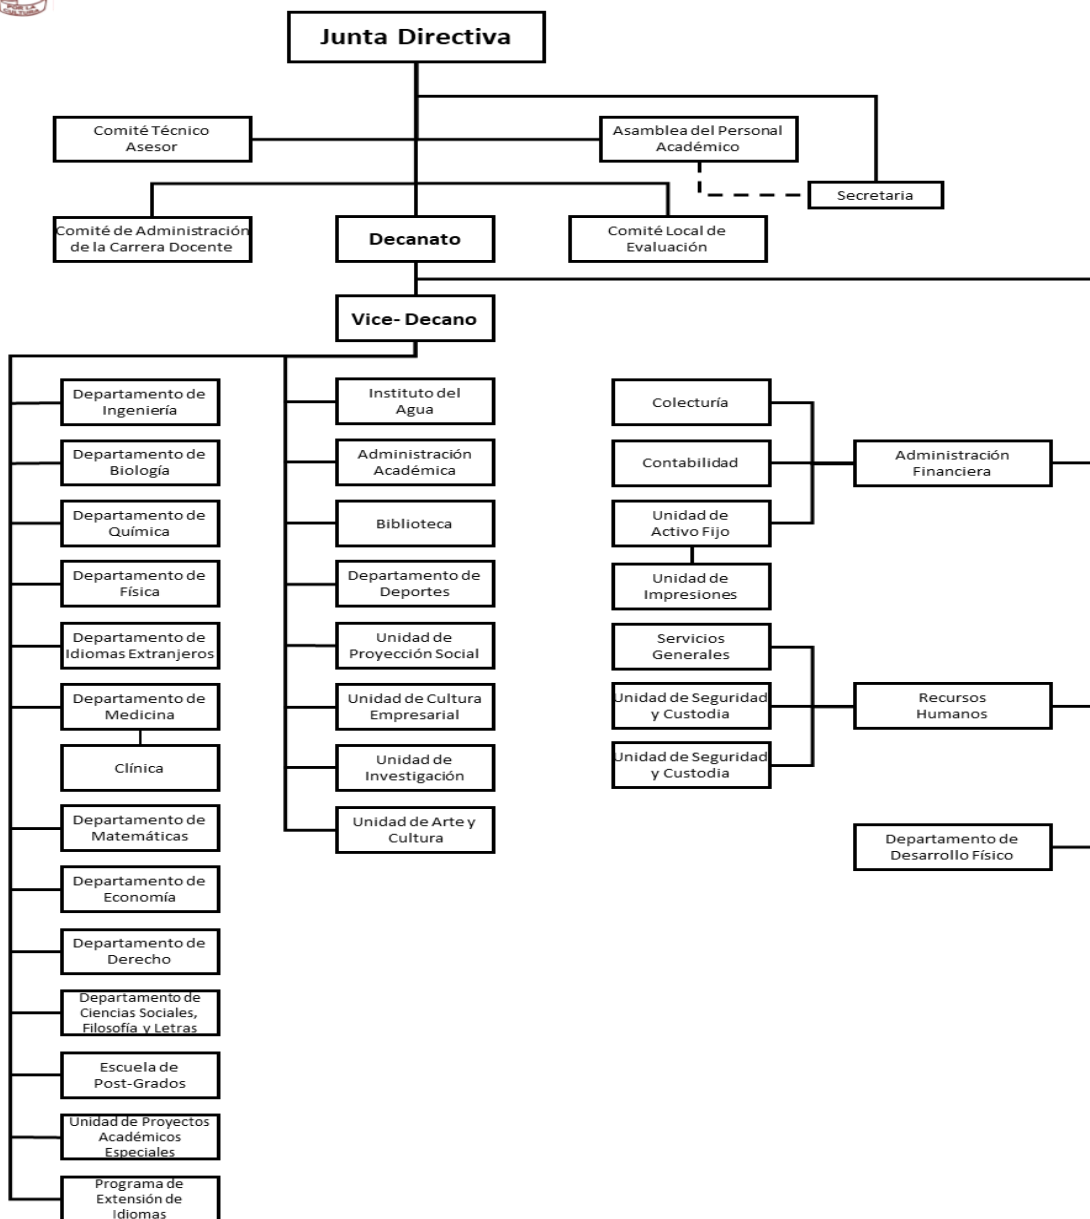 Junta Directiva
Comité Técnico
Asesor
Asamblea del Personal
Académico
Secretaria
Comité de Administración
de la Carrera Docente
Decanato
Comité Local de
Evaluación
Vice- Decano
Departamento de
Ingeniería
Departamento de
Biología
Departamento de
Química
Departamento de
Física
Departamento de
Idiomas Extranjeros
Departamento de
Medicina
Clínica
Departamento de
Matemáticas
Departamento de
Economía
Departamento de
Derecho
Departamento de
Ciencias Sociales,
Filosofía y Letras
Escuela de
Post-Grados
Unidad de Proyectos
Académicos
Especiales
Programa de
Extensión de
Idiomas
Instituto del
Agua
Administración
Académica
Biblioteca
Departamento de
Deportes
Unidad de
Proyección Social
Unidad de Cultura
Empresarial
Unidad de
Investigación
Unidad de Arte y
Cultura
Colecturía
Contabilidad
Unidad de
Activo Fijo
Unidad de
Impresiones
Servicios
Generales
Unidad de Seguridad
y Custodia
Unidad de Seguridad
y Custodia
Administración
Financiera
Recursos
Humanos
Departamento de
Desarrollo Físico